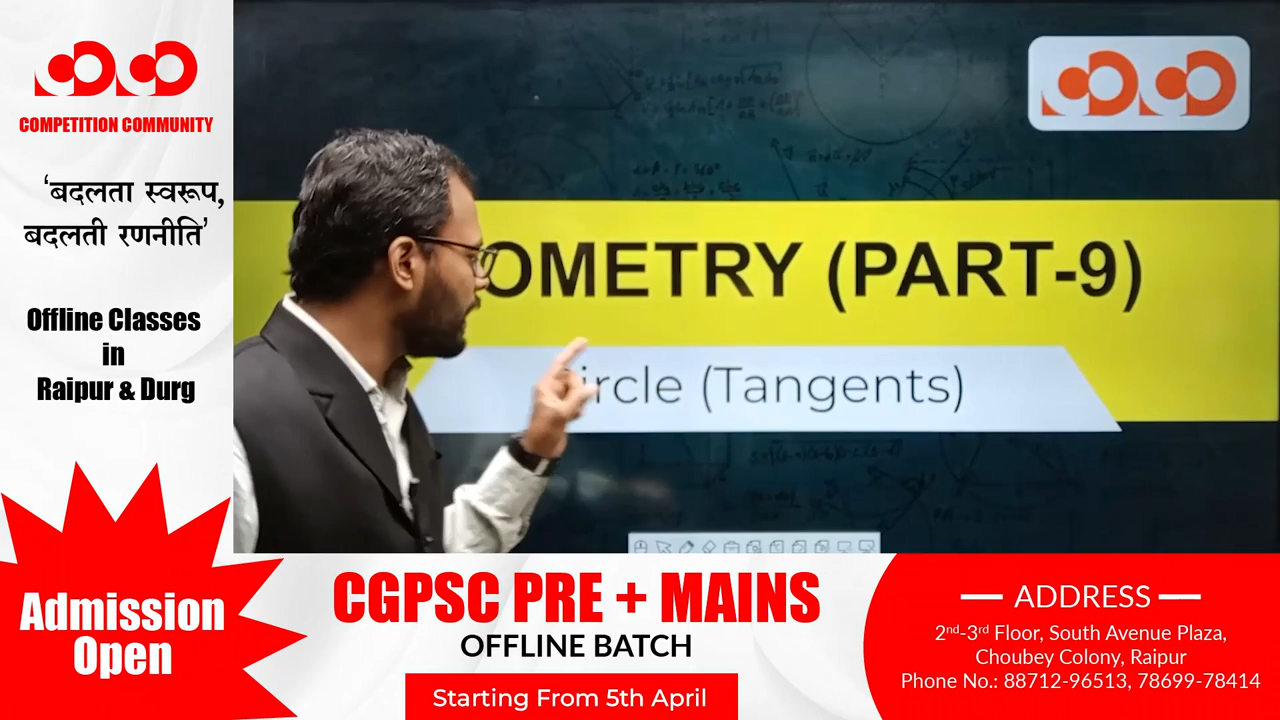 COMPETITION COMMUNITY
‘बदलता स्वरूप,
बदलती रणनीति’
Offline Classes
in
Raipur & Durg
Admission
Open
OMETRY (PART-9)
ircle (Tangents)
CGPSC PRE + MAINS
OFFLINE BATCH
Starting From 5th April
ADDRESS
2nd-3rd Floor, South Avenue Plaza,
Choubey Colony, Raipur
Phone No.: 88712-96513, 78699-78414